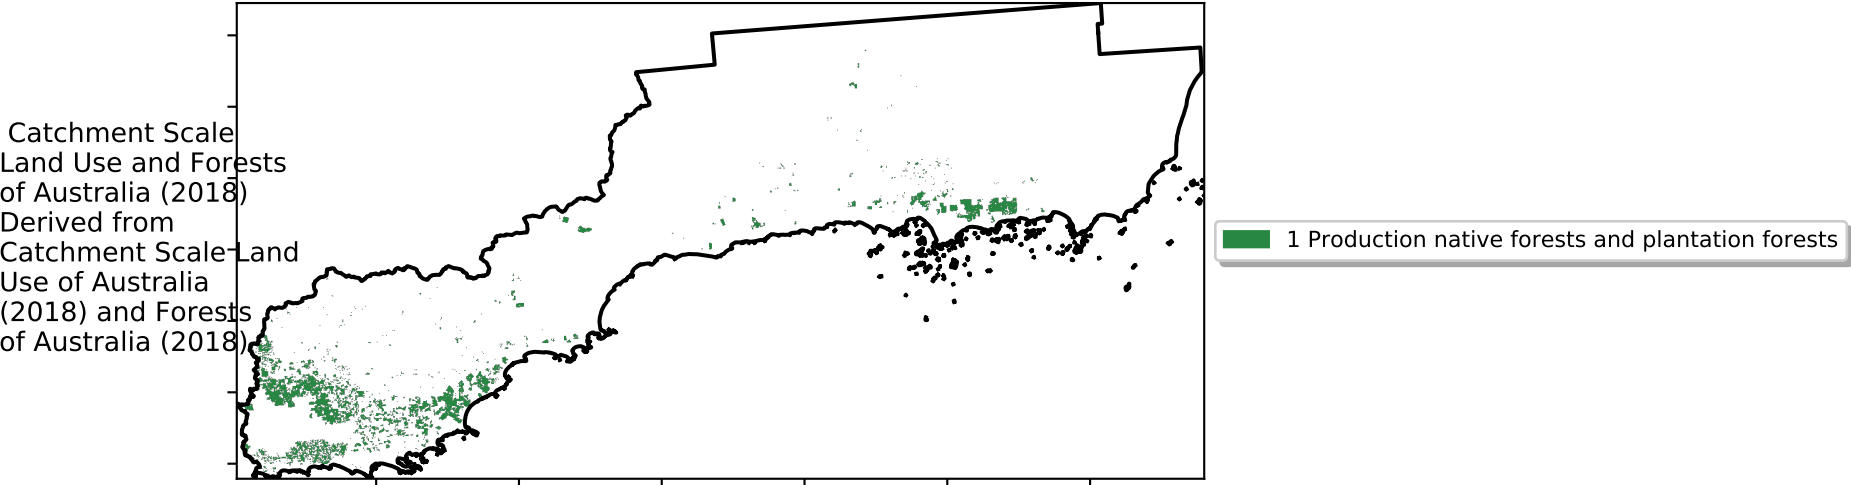 Catchment Scale
Land Use and Forests
of Australia (2018)
Derived from
Catchment Scale Land
Use of Australia
(2018) and Forests
of Australia (2018)
1 Production native forests and plantation forests